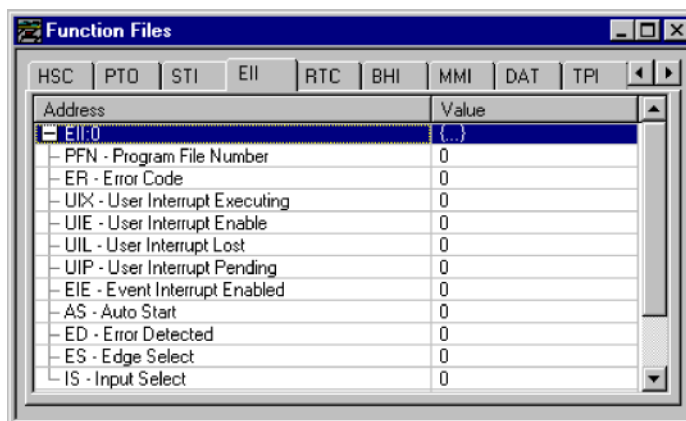 Function Files
HSC PTO STI EII RTC BHI MMI DAT TPI
Address Value
EII:0 {...}
PFN - Program File Number 0
ER - Error Code 0
UIX - User Interrupt Executing 0
UIE - User Interrupt Enable 0
UIL - User Interrupt Lost 0
UIP - User Interrupt Pending 0
EIE - Event Interrupt Enabled 0
AS - Auto Start 0
ED - Error Detected 0
ES - Edge Select 0
IS - Input Select 0